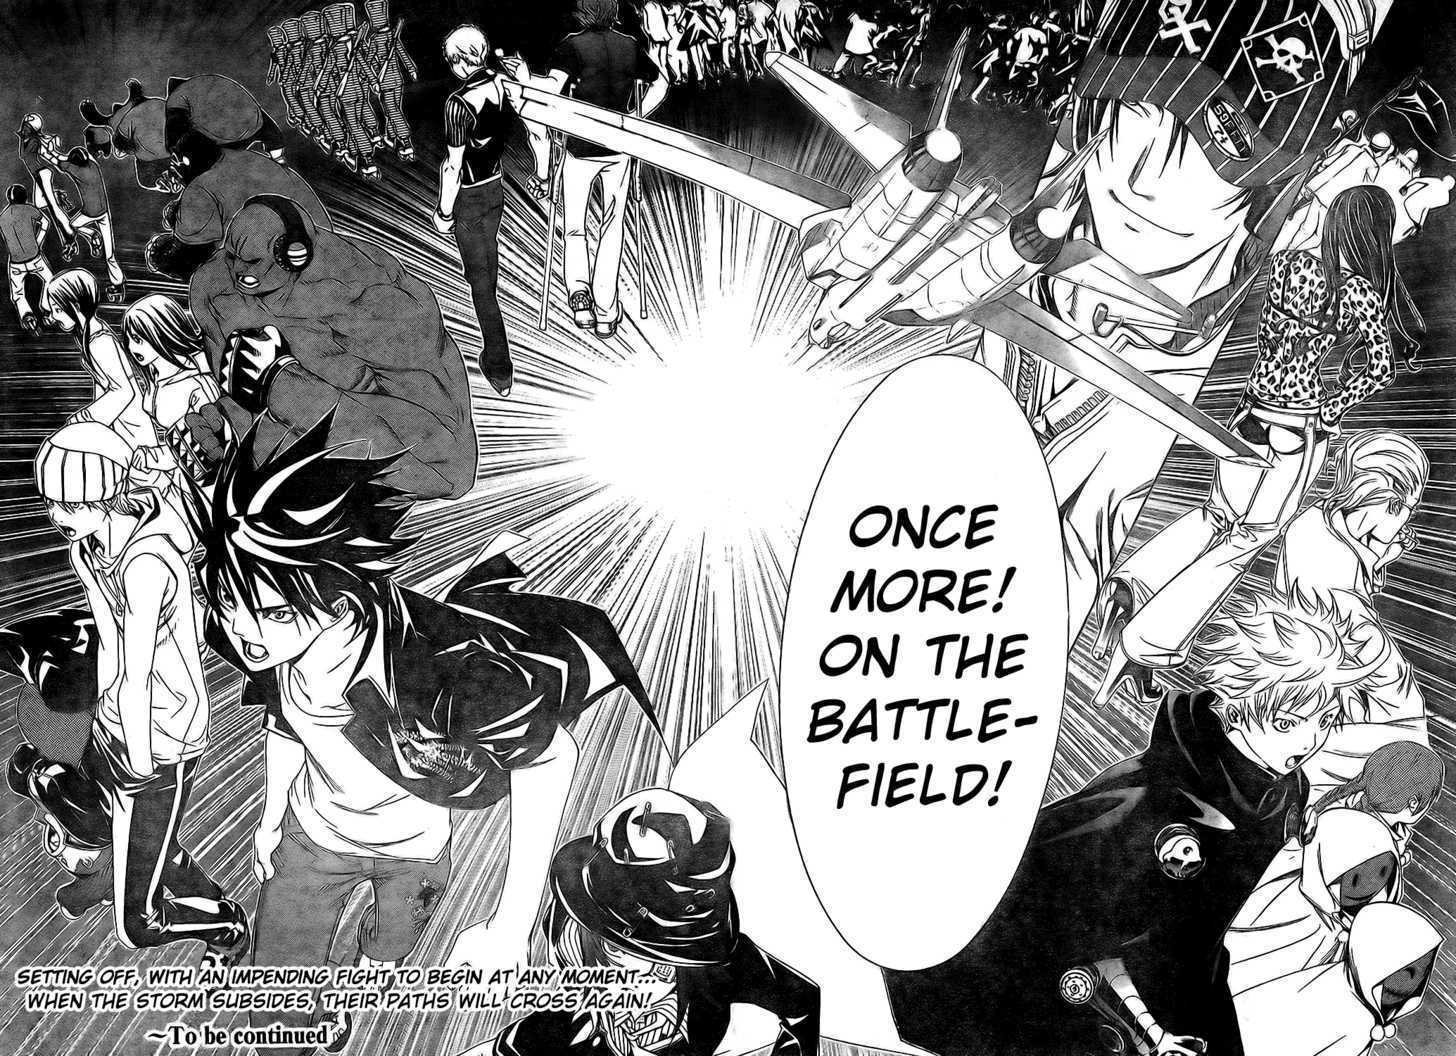 ONCE
MORE!
ON THE
BATTLE-
FIELD!
SETTING OFF, WITH AN IMPENDING FIGHT TO BEGIN AT ANY MOMENT...
WHEN THE STORM SUBSIDES, THEIR PATHS WILL CROSS AGAIN!
~To be continued